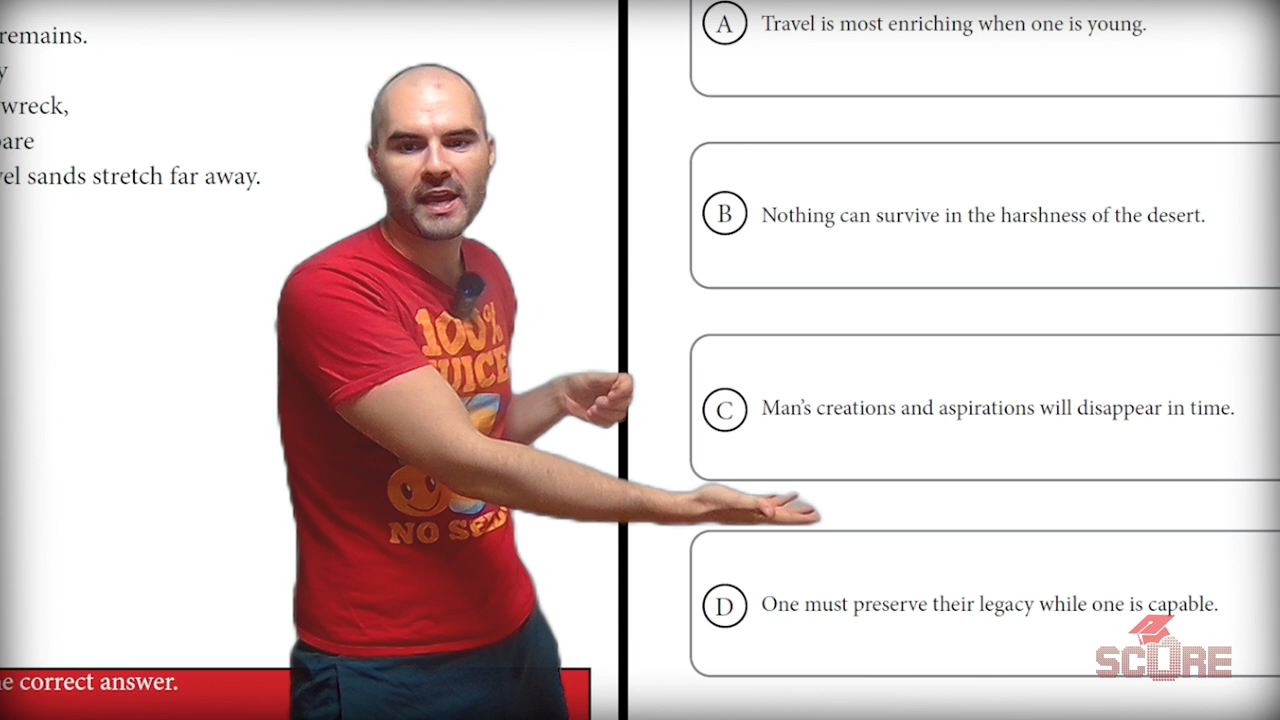 remains.
y
wreck,
are
vel sands stretch far away.
e correct answer.
A Travel is most enriching when one is young.
B Nothing can survive in the harshness of the desert.
C Man's creations and aspirations will disappear in time.
D One must preserve their legacy while one is capable.
100%
UICE
NO SE
SCORE